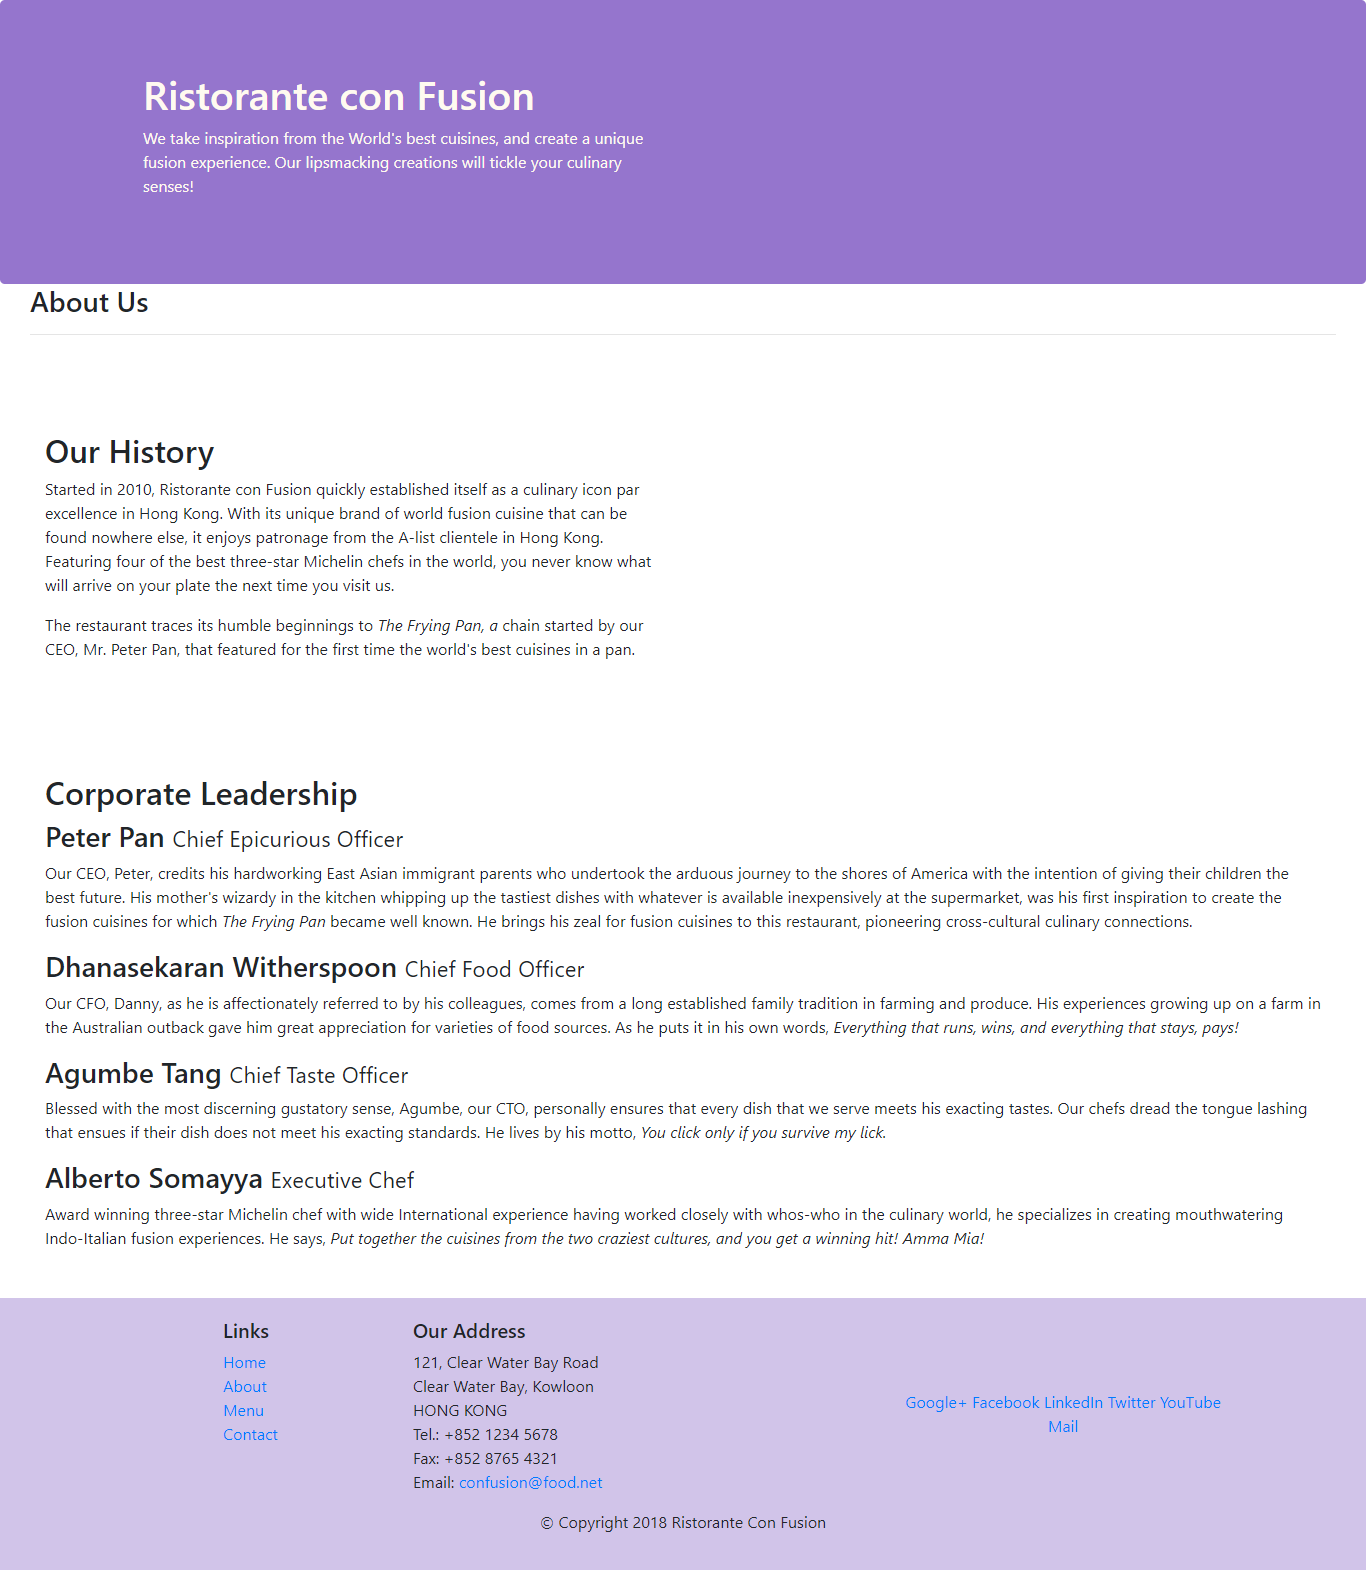 Ristorante con Fusion
We take inspiration from the World's best cuisines, and create a unique
fusion experience. Our lipsmacking creations will tickle your culinary
senses!
About Us
Our History
Started in 2010, Ristorante con Fusion quickly established itself as a culinary icon par
excellence in Hong Kong. With its unique brand of world fusion cuisine that can be
found nowhere else, it enjoys patronage from the A-list clientele in Hong Kong.
Featuring four of the best three-star Michelin chefs in the world, you never know what
will arrive on your plate the next time you visit us.
The restaurant traces its humble beginnings to The Frying Pan, a chain started by our
CEO, Mr. Peter Pan, that featured for the first time the world's best cuisines in a pan.
Corporate Leadership
Peter Pan Chief Epicurious Officer
Our CEO, Peter, credits his hardworking East Asian immigrant parents who undertook the arduous journey to the shores of America with the intention of giving their children the
best future. His mother's wizardy in the kitchen whipping up the tastiest dishes with whatever is available inexpensively at the supermarket, was his first inspiration to create the
fusion cuisines for which The Frying Pan became well known. He brings his zeal for fusion cuisines to this restaurant, pioneering cross-cultural culinary connections.
Dhanasekaran Witherspoon Chief Food Officer
Our CFO, Danny, as he is affectionately referred to by his colleagues, comes from a long established family tradition in farming and produce. His experiences growing up on a farm in
the Australian outback gave him great appreciation for varieties of food sources. As he puts it in his own words, Everything that runs, wins, and everything that stays, pays!
Agumbe Tang Chief Taste Officer
Blessed with the most discerning gustatory sense, Agumbe, our CTO, personally ensures that every dish that we serve meets his exacting tastes. Our chefs dread the tongue lashing
that ensues if their dish does not meet his exacting standards. He lives by his motto, You click only if you survive my lick.
Alberto Somayya Executive Chef
Award winning three-star Michelin chef with wide International experience having worked closely with whos-who in the culinary world, he specializes in creating mouthwatering
Indo-Italian fusion experiences. He says, Put together the cuisines from the two craziest cultures, and you get a winning hit! Amma Mia!
Links
Home
About
Menu
Contact
Our Address
121, Clear Water Bay Road
Clear Water Bay, Kowloon
HONG KONG
Tel.: +852 1234 5678
Fax: +852 8765 4321
Email: confusion@food.net
Google+ Facebook LinkedIn Twitter YouTube
Mail
© Copyright 2018 Ristorante Con Fusion